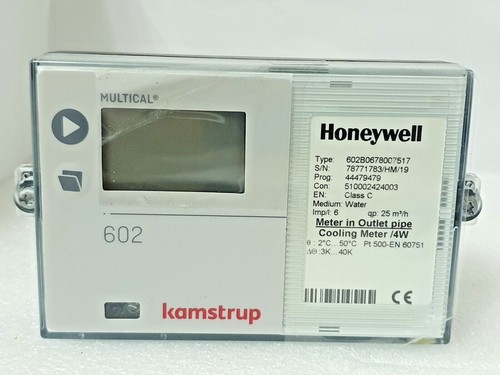 MULTICAL®
602
kamstrup
Honeywell
Type: 602B0678007517
S/N: 78771783/HM/19
Prog: 44479479
Con: 510002424003
EN: Class C
Medium: Water
Imp/l: 6 qp: 25 m³/h
Meter in Outlet pipe
Cooling Meter /4W
θ : 2°C...50°C Pt 500-EN 60751
ΔΘ :3K... 40K
CE